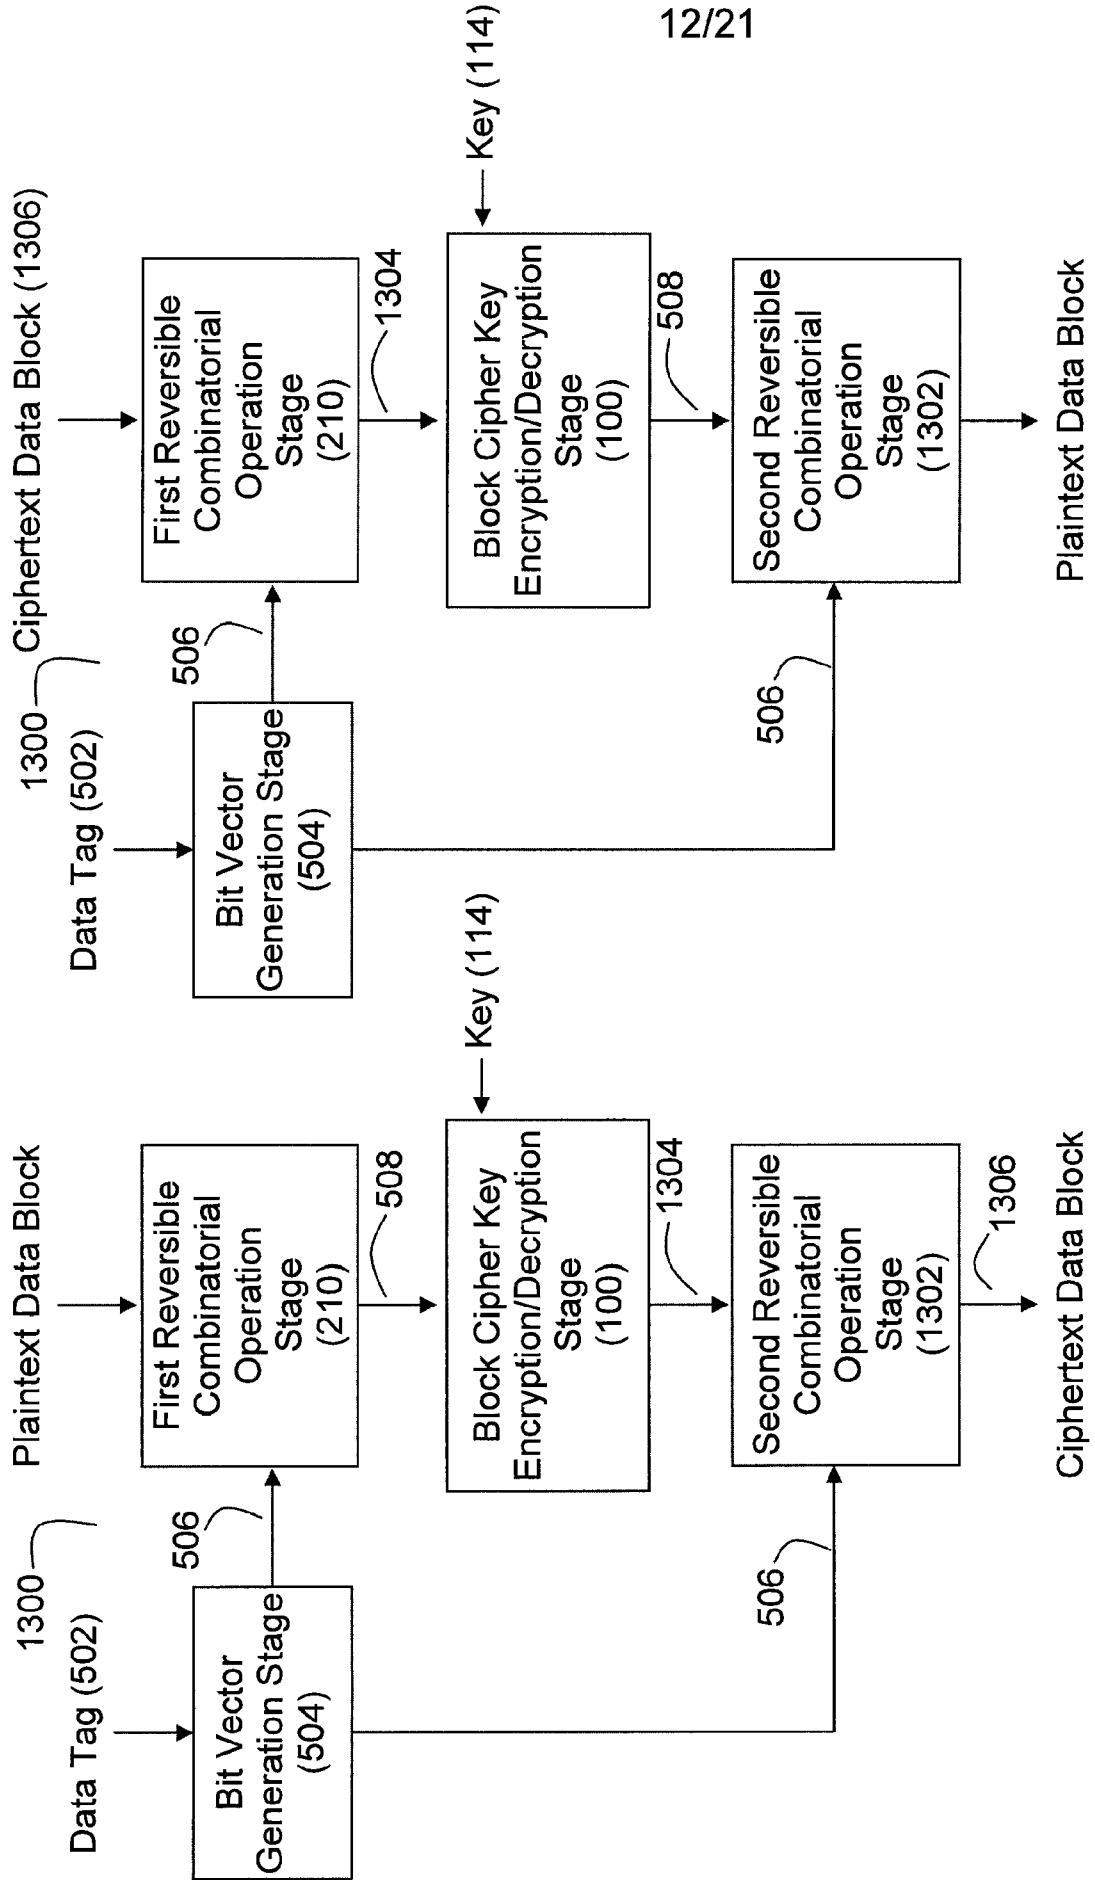 12/21
1300
Data Tag (502)
Plaintext Data Block
Bit Vector
Generation Stage
(504)
506
First Reversible
Combinatorial
Operation
Stage
(210)
508
Block Cipher Key
Encryption/Decryption
Stage
(100)
Key (114)
1304
506
Second Reversible
Combinatorial
Operation
Stage
(1302)
1306
Ciphertext Data Block
1300
Data Tag (502)
Ciphertext Data Block (1306)
Bit Vector
Generation Stage
(504)
506
First Reversible
Combinatorial
Operation
Stage
(210)
1304
Block Cipher Key
Encryption/Decryption
Stage
(100)
Key (114)
508
506
Second Reversible
Combinatorial
Operation
Stage
(1302)
Plaintext Data Block